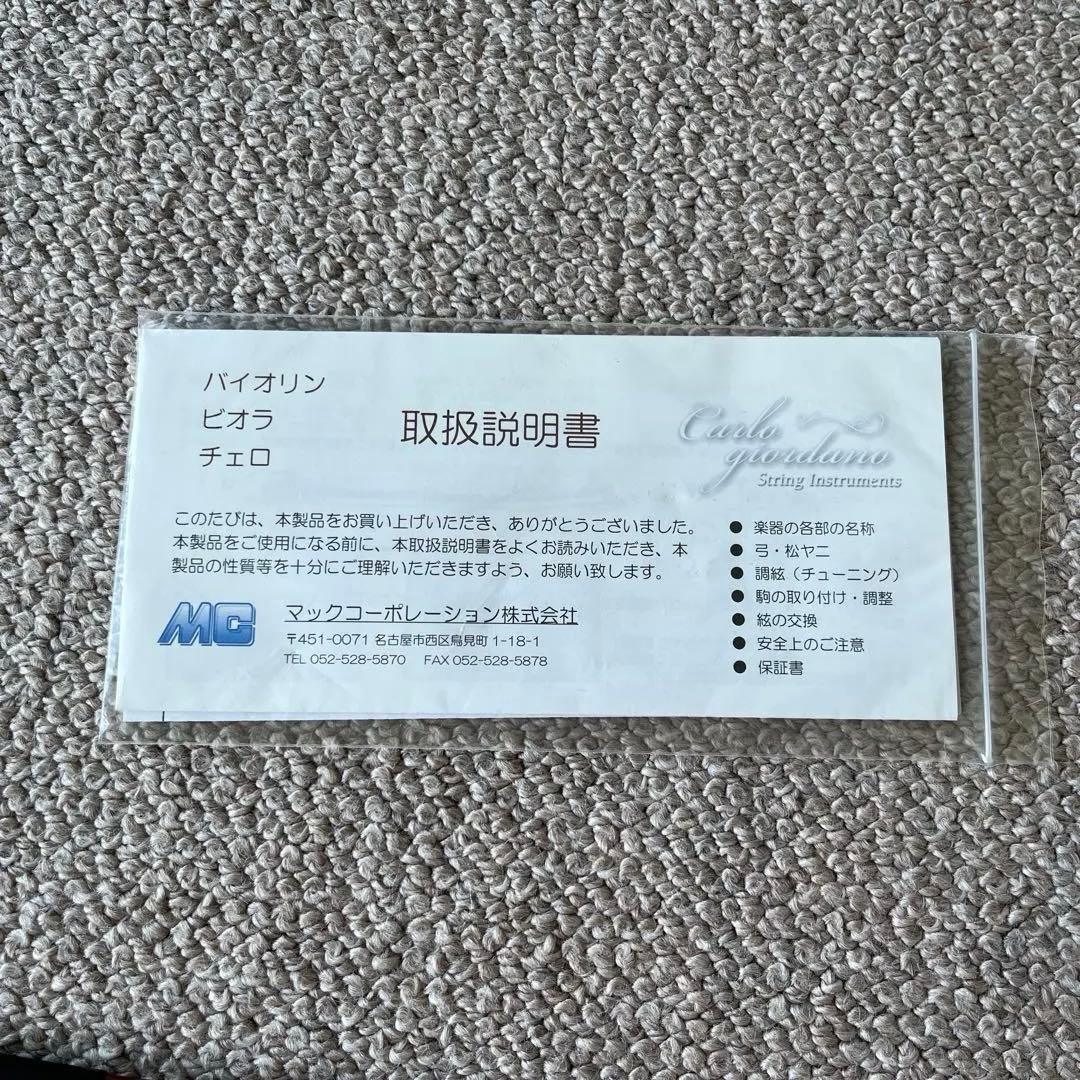 バイオリン
ビオラ
チェロ
取扱説明書
Carlo
giordano
String Instruments
このたびは、本製品をお買い上げいただき、ありがとうございました。
本製品をご使用になる前に、本取扱説明書をよくお読みいただき、本
製品の性質等を十分にご理解いただきますよう、お願い致します。
MC
マックコーポレーション株式会社
〒451-0071 名古屋市西区鳥見町 1-18-1
TEL 052-528-5870 FAX 052-528-5878
● 楽器の各部の名称
● 弓・松ヤニ
● 調絃（チューニング）
● 駒の取り付け・調整
● 絃の交換
● 安全上のご注意
● 保証書